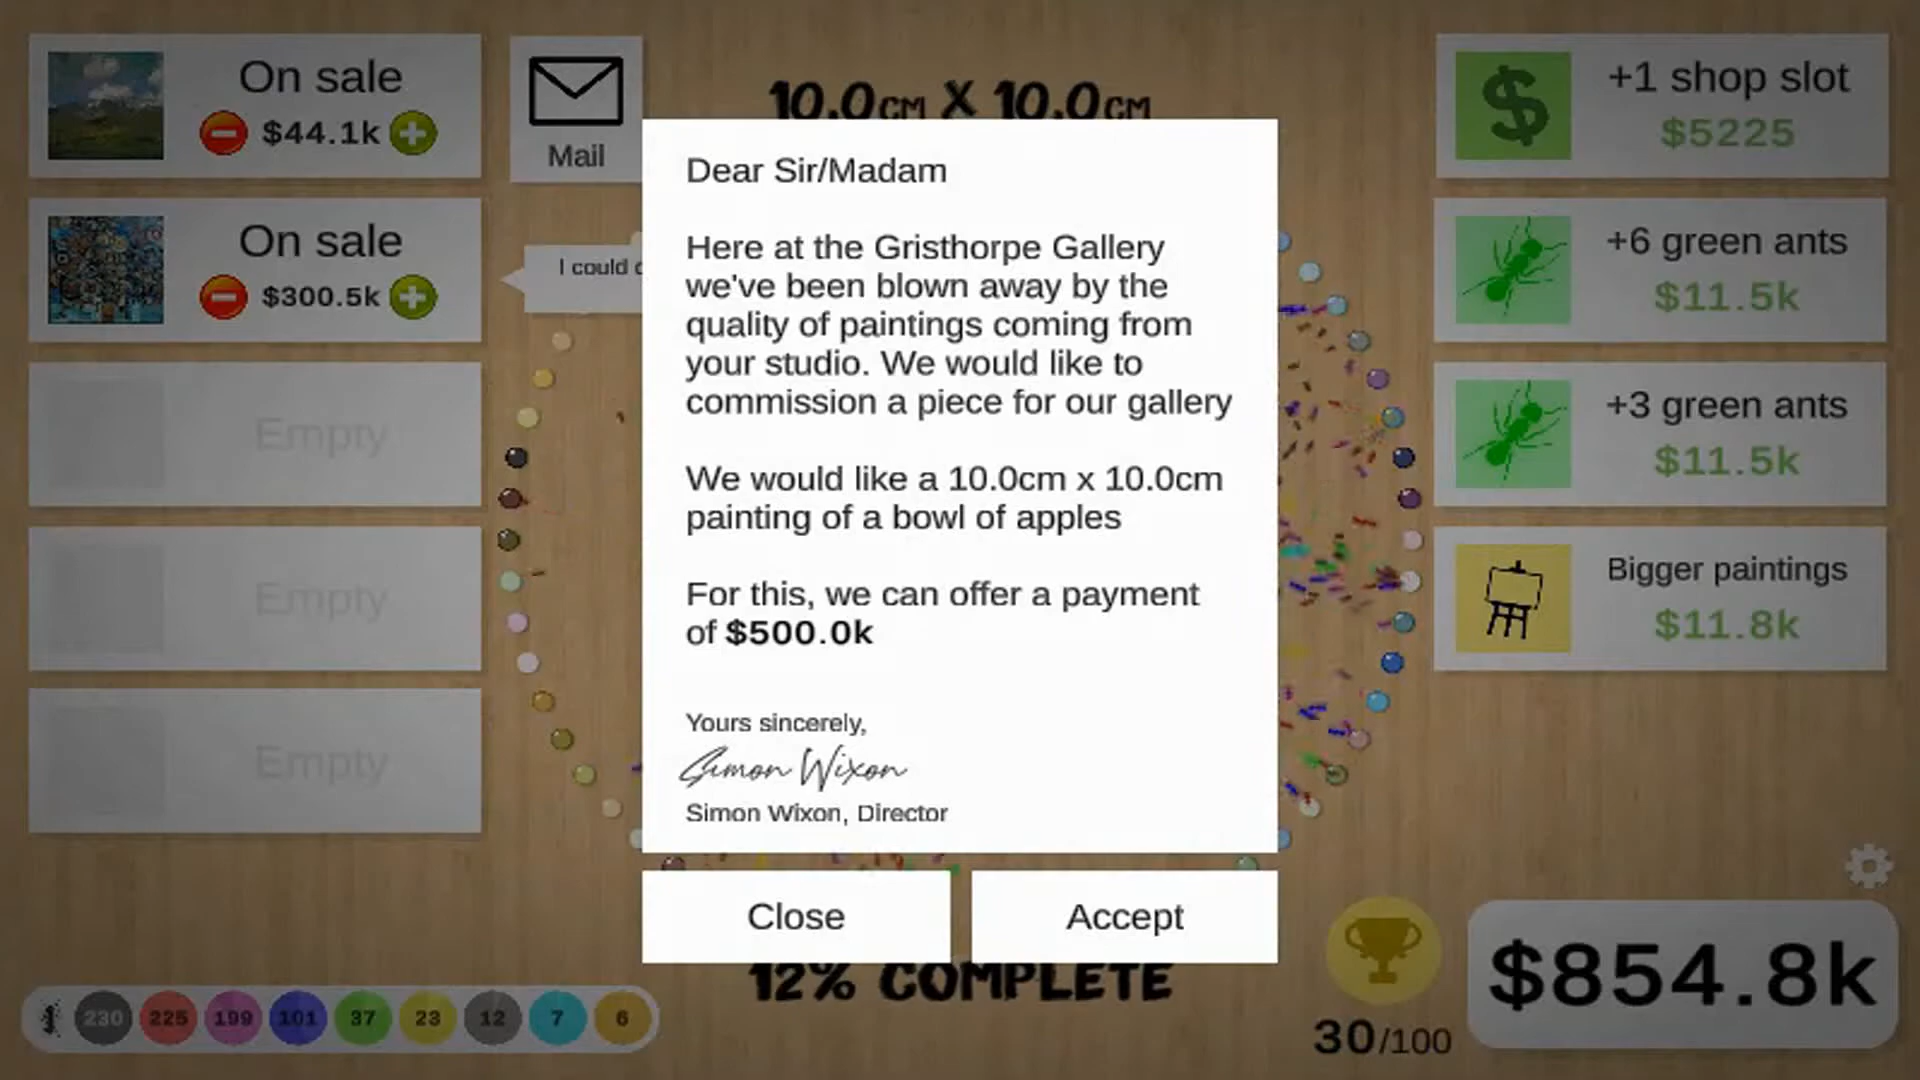 On sale
$44.1k
On sale
$300.5k
Empty
Empty
Empty
Mail
I could
10.0cm X 10.0cm
Dear Sir/Madam
Here at the Gristhorpe Gallery
we've been blown away by the
quality of paintings coming from
your studio. We would like to
commission a piece for our gallery
We would like a 10.0cm x 10.0cm
painting of a bowl of apples
For this, we can offer a payment
of $500.0k
Yours sincerely,
Simon Wixon
Simon Wixon, Director
Close
Accept
12% COMPLETE
+1 shop slot
$5225
+6 green ants
$11.5k
+3 green ants
$11.5k
Bigger paintings
$11.8k
230 225 199 101 37 23 12 7 6
30/100
$854.8k